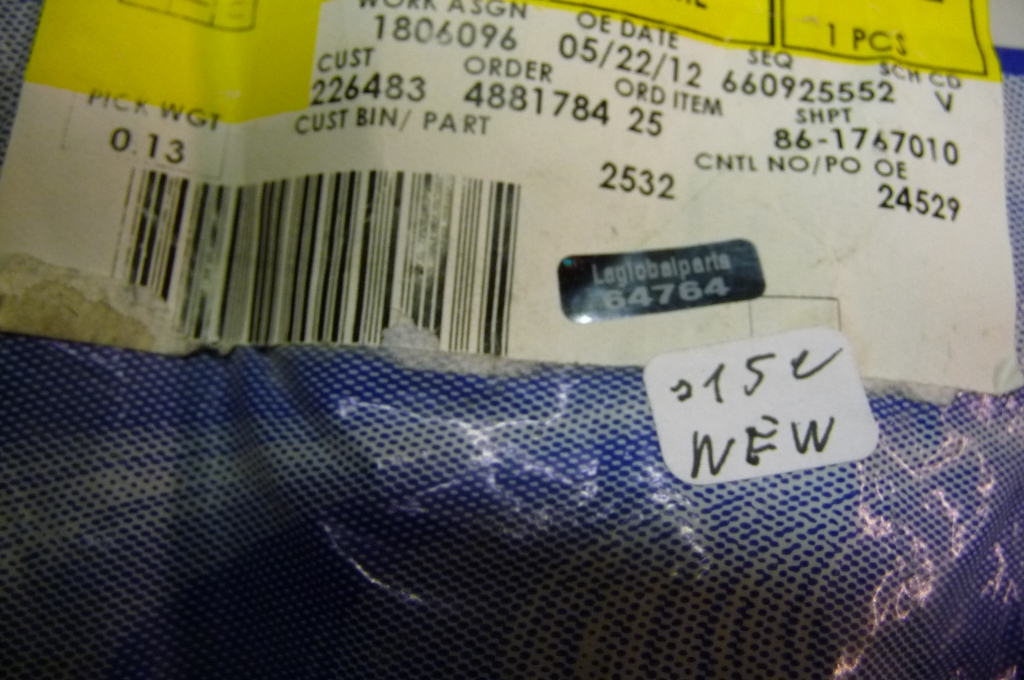 WORK ASGN OE DATE
1806096 05/22/12 1 PCS
CUST ORDER SEQ SCH CD
226483 4881784 ORD ITEM 660925552 V
PICK WGT CUST BIN/ PART 25 SHPT
0.13 86-1767010
2532 CNTL NO/PO OE
24529
Laglobalparts
64764
NEW